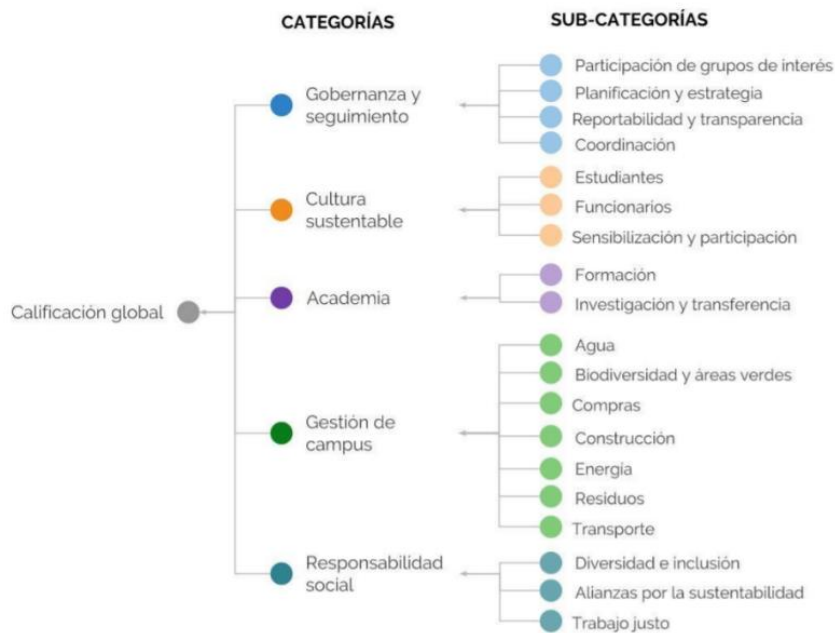 CATEGORÍAS
SUB-CATEGORÍAS
Calificación global
Gobernanza y
seguimiento
Participación de grupos de interés
Planificación y estrategia
Reportabilidad y transparencia
Coordinación
Cultura
sustentable
Estudiantes
Funcionarios
Sensibilización y participación
Academia
Formación
Investigación y transferencia
Gestión de
campus
Agua
Biodiversidad y áreas verdes
Compras
Construcción
Energía
Residuos
Transporte
Responsabilidad
social
Diversidad e inclusión
Alianzas por la sustentabilidad
Trabajo justo